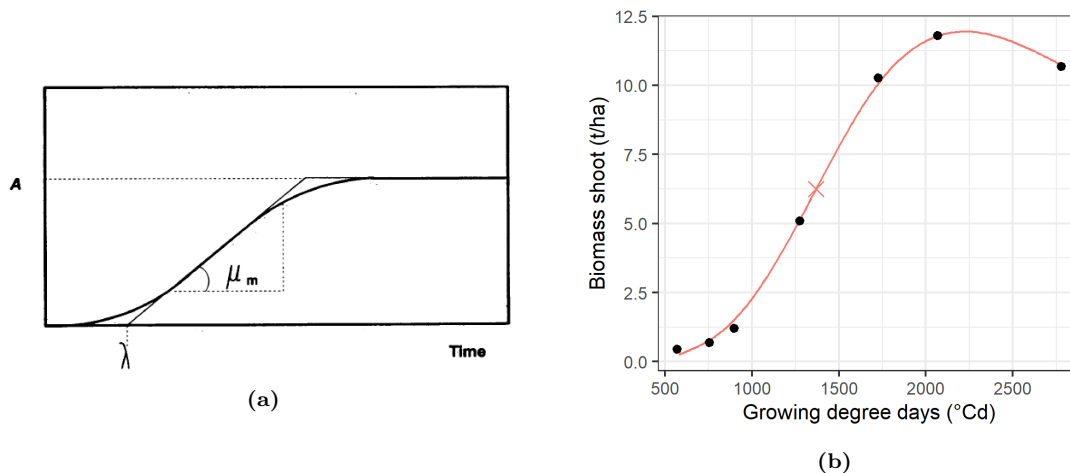 A
μ m
λ
Time
(a)
12.5
10.0
7.5
5.0
2.5
0.0
Biomass shoot (t/ha)
500 1000 1500 2000 2500
Growing degree days (°Cd)
(b)